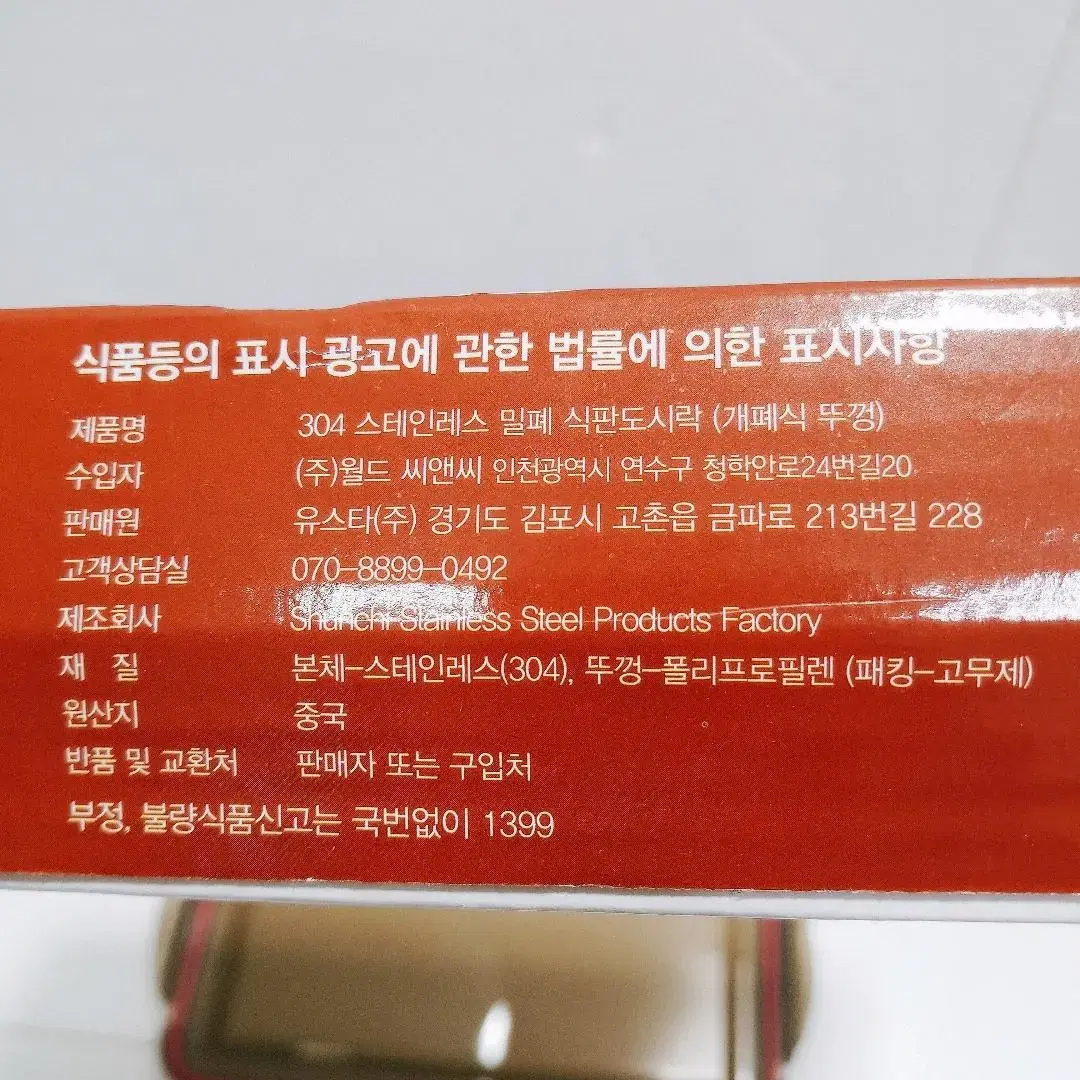 식품등의 표시 광고에 관한 법률에 의한 표시사항
제품명 304 스테인레스 밀폐 식판도시락 (개폐식 뚜껑)
수입자 (주)월드 씨앤씨 인천광역시 연수구 청학안로24번길20
판매원 유스타(주) 경기도 김포시 고촌읍 금파로 213번길 228
고객상담실 070-8899-0492
제조회사 Shunchi Stainless Steel Products Factory
재 질 본체-스테인레스(304), 뚜껑-폴리프로필렌 (패킹-고무제)
원산지 중국
반품 및 교환처 판매자 또는 구입처
부정, 불량식품신고는 국번없이 1399